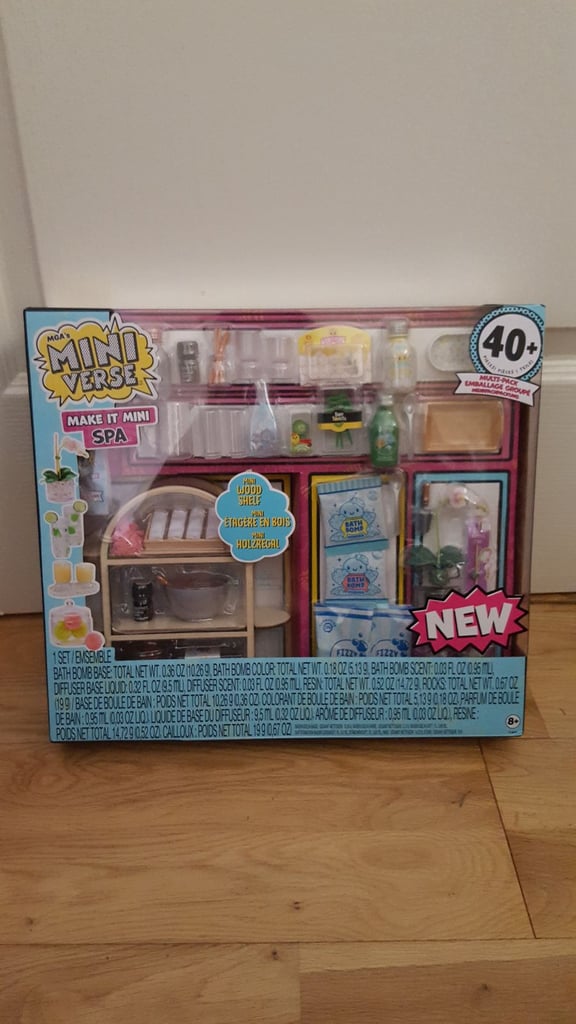 MGA's
MINI
VERSE
MAKE IT MINI
SPA
40+
MULTI-PACK
EMBALLAGE GROUPÉ
MINI
WOOD
SHELF
MINI
ÉTAGÈRE EN BOIS
MINI
HOLZREGAL
BATH
BOMB
BATH
BOMB
FIZZY
FIZZY
NEW
1 SET / ENSEMBLE
BATH BOMB BASE: TOTAL NET WT. 0.36 OZ (10.26 G), BATH BOMB COLOR: TOTAL NET WT. 0.18 OZ (5.13 G), BATH BOMB SCENT: 0.03 FL OZ (0.95 ML),
DIFFUSER BASE LIQUID: 0.32 FL OZ (9.5 ML), DIFFUSER SCENT: 0.03 FL OZ (0.95 ML), RESIN: TOTAL NET WT. 0.52 OZ (14.72 G), ROCKS: TOTAL NET WT. 0.67 OZ
(19 G) / BASE DE BOULE DE BAIN : POIDS NET TOTAL 10,26 G (0.36 OZ), COLORANT DE BOULE DE BAIN : POIDS NET TOTAL 5,13 G (0.18 OZ), PARFUM DE BOULE
DE BAIN : 0,95 mL (0.03 OZ LIQ.), LIQUIDE DE BASE DU DIFFUSEUR : 9,5 mL (0.32 OZ LIQ.), ARÔME DE DIFFUSEUR : 0,95 mL (0.03 OZ LIQ.), RÉSINE :
POIDS NET TOTAL 14,72 G (0.52 OZ), CAILLOUX : POIDS NET TOTAL 19 G (0,67 OZ)
8+